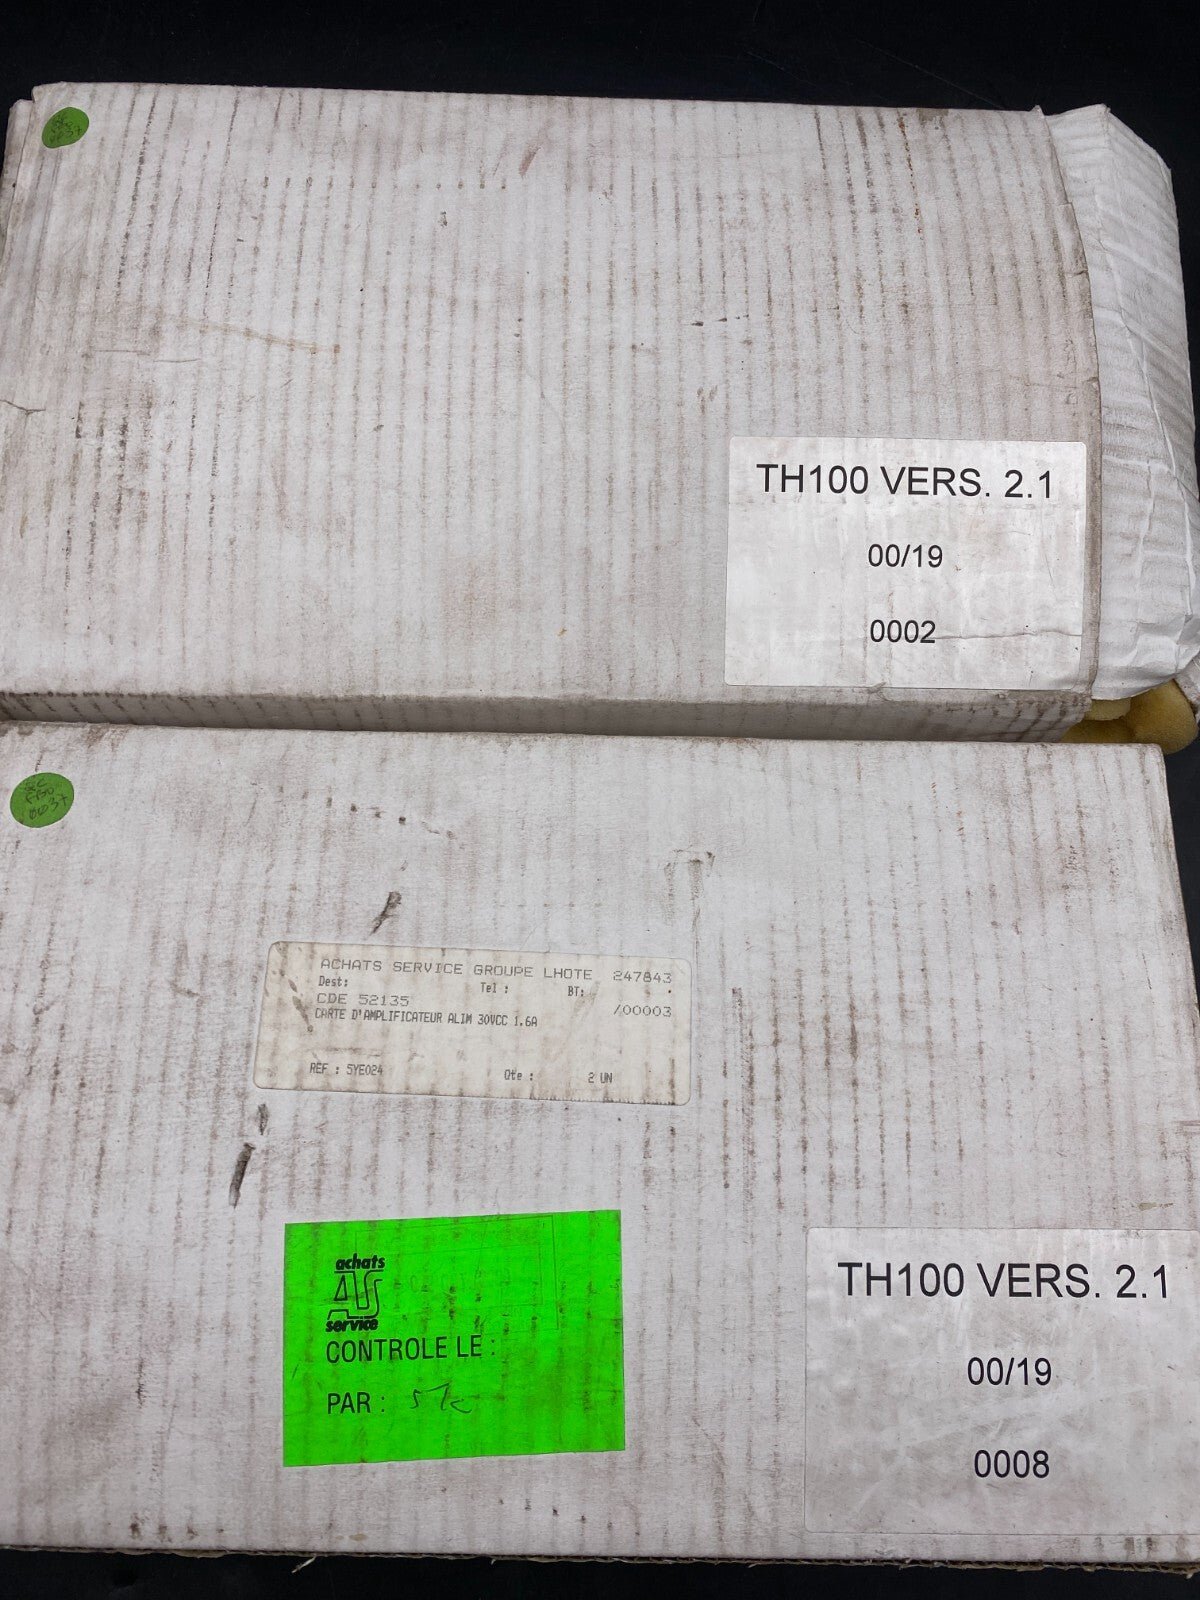 TH100 VERS. 2.1
00/19
0002
ACHATS SERVICE GROUPE LHOTE 247843
Dest: Tel : BT:
CDE 52135 /00003
CARTE D'AMPLIFICATEUR ALIM 30VCC 1.6A
REF : 5YE024 Qte : 2 UN
achats
AS
service
CONTROLE LE :
PAR :
TH100 VERS. 2.1
00/19
0008